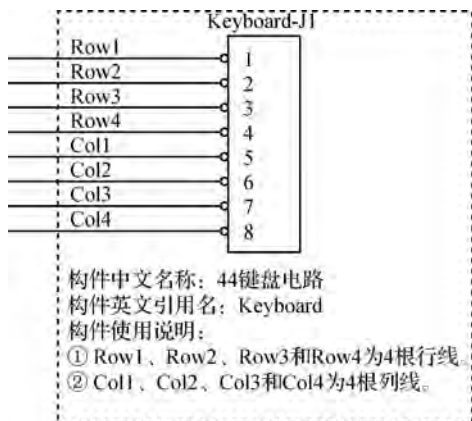 Keyboard-J1
Row1
1
Row2
2
Row3
3
Row4
4
Col1
5
Col2
6
Col3
7
Col4
8
构件中文名称：44键盘电路
构件英文引用名：Keyboard
构件使用说明：
① Row1、Row2、Row3和Row4为4根行线。
② Col1、Col2、Col3和Col4为4根列线。